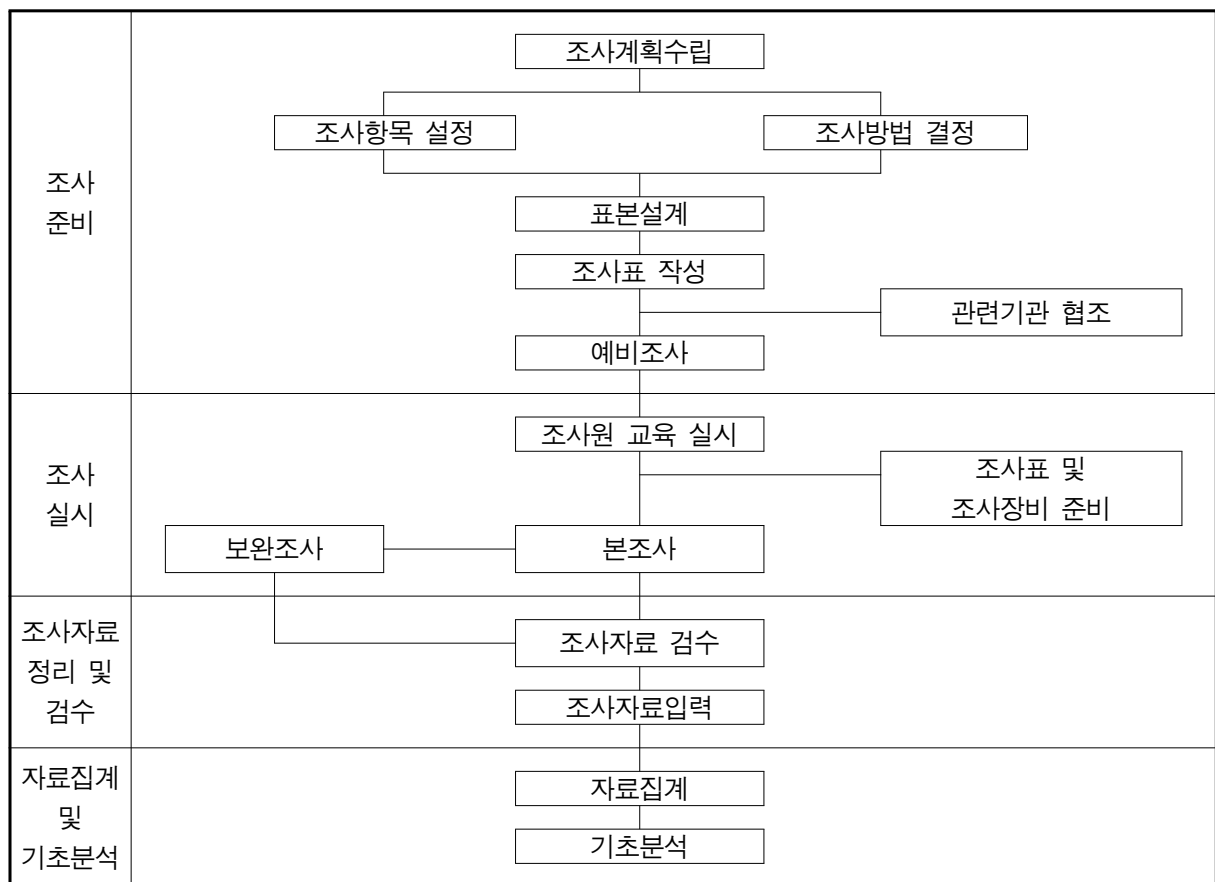 조사
준비
조사계획수립
조사항목 설정
조사방법 결정
표본설계
조사표 작성
관련기관 협조
예비조사
조사
실시
조사원 교육 실시
조사표 및
조사장비 준비
보완조사
본조사
조사자료
정리 및
검수
조사자료 검수
조사자료입력
자료집계
및
기초분석
자료집계
기초분석